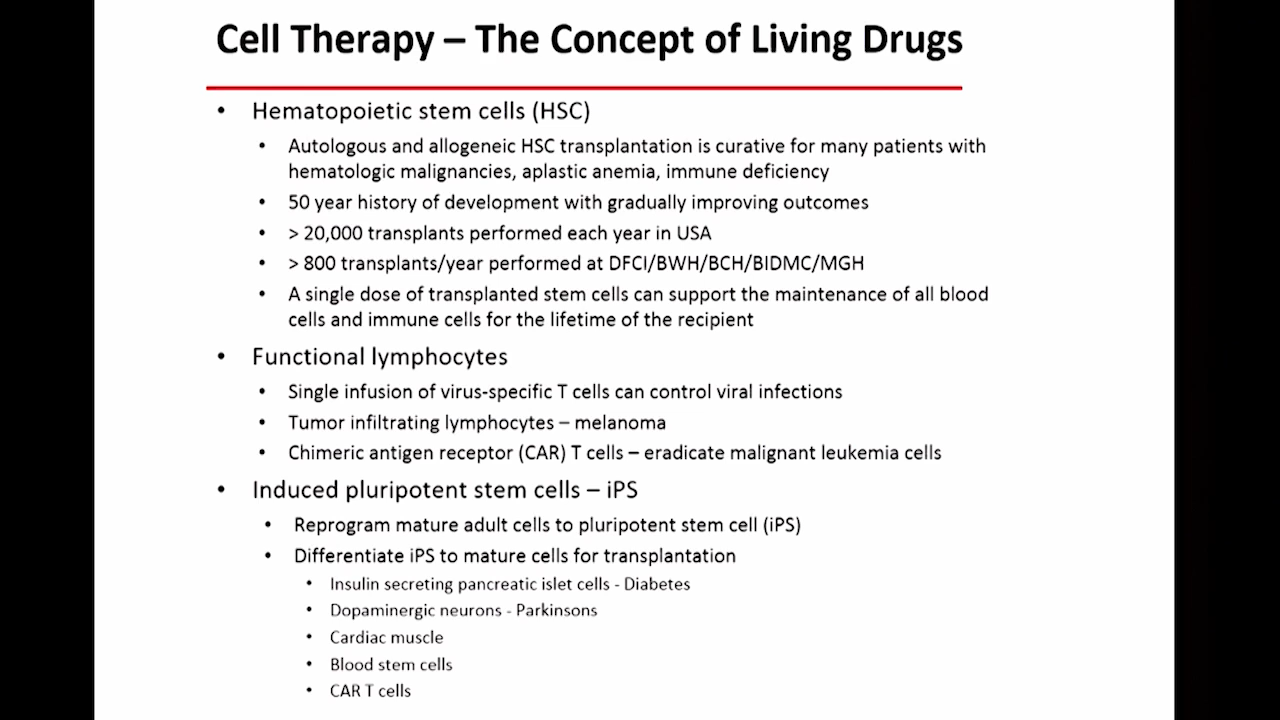 Cell Therapy – The Concept of Living Drugs
• Hematopoietic stem cells (HSC)
• Autologous and allogeneic HSC transplantation is curative for many patients with
hematologic malignancies, aplastic anemia, immune deficiency
• 50 year history of development with gradually improving outcomes
• > 20,000 transplants performed each year in USA
• > 800 transplants/year performed at DFCI/BWH/BCH/BIDMC/MGH
• A single dose of transplanted stem cells can support the maintenance of all blood
cells and immune cells for the lifetime of the recipient
• Functional lymphocytes
• Single infusion of virus-specific T cells can control viral infections
• Tumor infiltrating lymphocytes – melanoma
• Chimeric antigen receptor (CAR) T cells – eradicate malignant leukemia cells
• Induced pluripotent stem cells – iPS
• Reprogram mature adult cells to pluripotent stem cell (iPS)
• Differentiate iPS to mature cells for transplantation
• Insulin secreting pancreatic islet cells - Diabetes
• Dopaminergic neurons - Parkinsons
• Cardiac muscle
• Blood stem cells
• CAR T cells